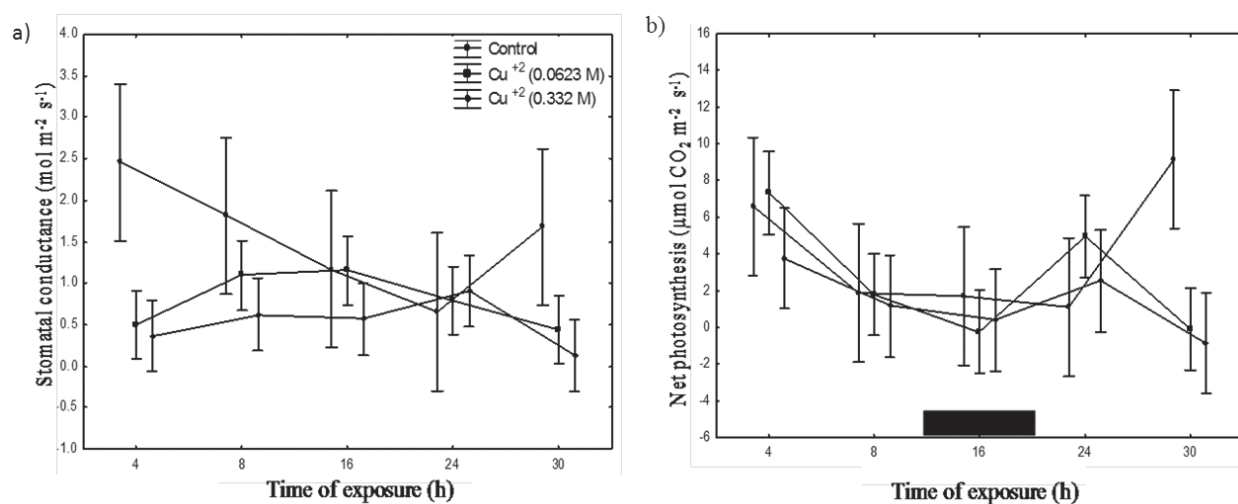 a)
Stomatal conductance (mol m⁻² s⁻¹)
4.0
3.5
3.0
2.5
2.0
1.5
1.0
0.5
0.0
-0.5
-1.0
Control
Cu ⁺² (0.0623 M)
Cu ⁺² (0.332 M)
4 8 16 24 30
Time of exposure (h)
b)
Net photosynthesis (µmol CO₂ m⁻² s⁻¹)
16
14
12
10
8
6
4
2
0
-2
-4
-6
4 8 16 24 30
Time of exposure (h)